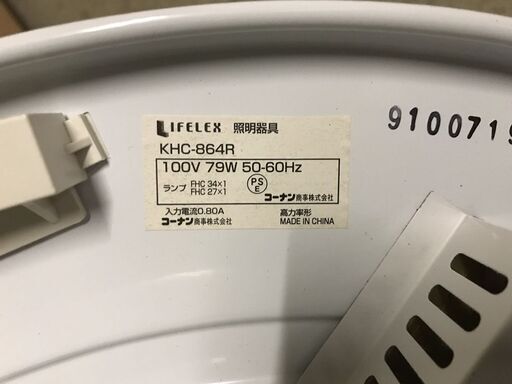 LIFELEX 照明器具
KHC-864R
100V 79W 50-60Hz
ランプ FHC 34×1
FHC 27×1
PS
E
コーナン商事株式会社
入力電流0.80A
高力率形
コーナン商事株式会社
MADE IN CHINA
9100719